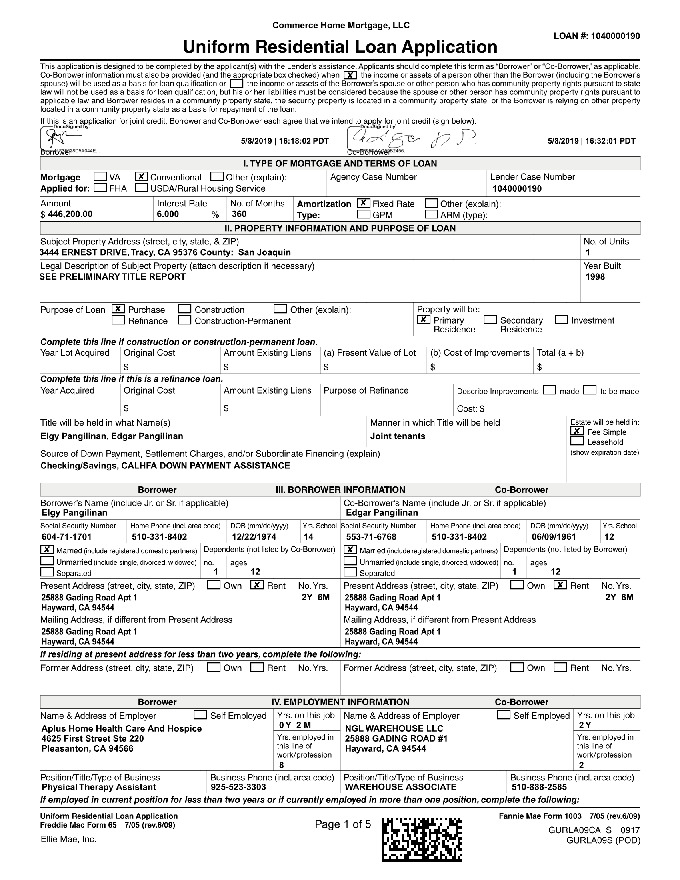 Commerce Home Mortgage, LLC
LOAN #: 1040000190
Uniform Residential Loan Application
This application is designed to be completed by the applicant(s) with the Lender's assistance. Applicants should complete this form as "Borrower" or "Co-Borrower," as applicable.
Co-Borrower information must also be provided (and the appropriate box checked) when X the income or assets of a person other than the Borrower (including the Borrower's
spouse) will be used as a basis for loan qualification or the income or assets of the Borrower's spouse or other person who has community property rights pursuant to state
law will not be used as a basis for loan qualification, but his or her liabilities must be considered because the spouse or other person has community property rights pursuant to
applicable law and Borrower resides in a community property state, the security property is located in a community property state, or the Borrower is relying on other property
located in a community property state as a basis for repayment of the loan.
If this is an application for joint credit, Borrower and Co-Borrower each agree that we intend to apply for joint credit (sign below):
DocuSigned by DocuSigned by
5/8/2019 | 16:18:02 PDT 5/8/2019 | 16:32:01 PDT
Borrower Co-Borrower
I. TYPE OF MORTGAGE AND TERMS OF LOAN
Mortgage VA X Conventional Other (explain): Agency Case Number Lender Case Number
Applied for: FHA USDA/Rural Housing Service 1040000190
Amount Interest Rate No. of Months Amortization X Fixed Rate Other (explain):
$ 446,200.00 6.000 % 360 Type: GPM ARM (type):
II. PROPERTY INFORMATION AND PURPOSE OF LOAN
Subject Property Address (street, city, state, & ZIP) No. of Units
3444 ERNEST DRIVE, Tracy, CA 95376 County: San Joaquin 1
Legal Description of Subject Property (attach description if necessary) Year Built
SEE PRELIMINARY TITLE REPORT 1998
Purpose of Loan X Purchase Construction Other (explain): Property will be:
Refinance Construction-Permanent X Primary Residence Secondary Residence Investment
Complete this line if construction or construction-permanent loan.
Year Lot Acquired Original Cost Amount Existing Liens (a) Present Value of Lot (b) Cost of Improvements Total (a + b)
$ $ $ $ $
Complete this line if this is a refinance loan.
Year Acquired Original Cost Amount Existing Liens Purpose of Refinance Describe Improvements made to be made
$ $ Cost: $
Title will be held in what Name(s) Manner in which Title will be held Estate will be held in:
Elgy Pangilinan, Edgar Pangilinan Joint tenants X Fee Simple
Leasehold
(show expiration date)
Source of Down Payment, Settlement Charges, and/or Subordinate Financing (explain)
Checking/Savings, CALHFA DOWN PAYMENT ASSISTANCE
Borrower III. BORROWER INFORMATION Co-Borrower
Borrower's Name (include Jr. or Sr. if applicable) Co-Borrower's Name (include Jr. or Sr. if applicable)
Elgy Pangilinan Edgar Pangilinan
Social Security Number Home Phone (incl. area code) DOB (mm/dd/yyyy) Yrs. School Social Security Number Home Phone (incl. area code) DOB (mm/dd/yyyy) Yrs. School
604-71-1701 510-331-8402 12/22/1974 14 553-71-6768 510-331-8402 06/09/1961 12
X Married (include registered domestic partners) Dependents (not listed by Co-Borrower) X Married (include registered domestic partners) Dependents (not listed by Borrower)
Unmarried (include single, divorced, widowed) no. ages Unmarried (include single, divorced, widowed) no. ages
Separated 1 12 Separated 1 12
Present Address (street, city, state, ZIP) Own X Rent No. Yrs. Present Address (street, city, state, ZIP) Own X Rent No. Yrs.
25888 Gading Road Apt 1 2Y 6M 25888 Gading Road Apt 1 2Y 6M
Hayward, CA 94544 Hayward, CA 94544
Mailing Address, if different from Present Address Mailing Address, if different from Present Address
25888 Gading Road Apt 1 25888 Gading Road Apt 1
Hayward, CA 94544 Hayward, CA 94544
If residing at present address for less than two years, complete the following:
Former Address (street, city, state, ZIP) Own Rent No. Yrs. Former Address (street, city, state, ZIP) Own Rent No. Yrs.
Borrower IV. EMPLOYMENT INFORMATION Co-Borrower
Name & Address of Employer Self Employed Yrs. on this job Name & Address of Employer Self Employed Yrs. on this job
Aplus Home Health Care And Hospice 0Y 2M NGL WAREHOUSE LLC 2Y
4625 First Street Ste 220 Yrs. employed in this line of work/profession 25888 GADING ROAD #1 Yrs. employed in this line of work/profession
Pleasanton, CA 94566 8 Hayward, CA 94544 2
Position/Title/Type of Business Business Phone (incl. area code) Position/Title/Type of Business Business Phone (incl. area code)
Physical Therapy Assistant 925-523-3303 WAREHOUSE ASSOCIATE 510-888-2585
If employed in current position for less than two years or if currently employed in more than one position, complete the following:
Uniform Residential Loan Application Fannie Mae Form 1003 7/05 (rev.6/09)
Freddie Mac Form 65 7/05 (rev.6/09) Page 1 of 5 GURLA09CA S 0917
Ellie Mae, Inc. GURLA09S (POD)